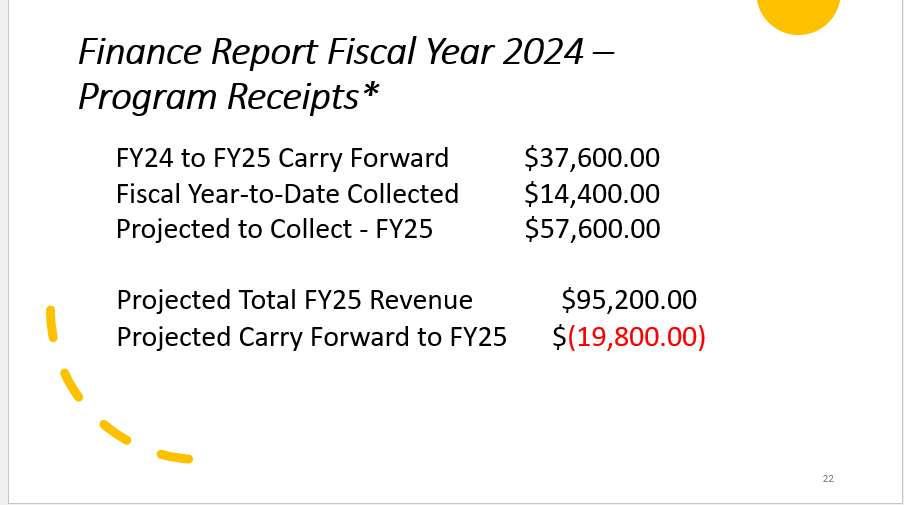 Finance Report Fiscal Year 2024 –
Program Receipts*
FY24 to FY25 Carry Forward $37,600.00
Fiscal Year-to-Date Collected $14,400.00
Projected to Collect - FY25 $57,600.00
Projected Total FY25 Revenue $95,200.00
Projected Carry Forward to FY25 $(19,800.00)
22